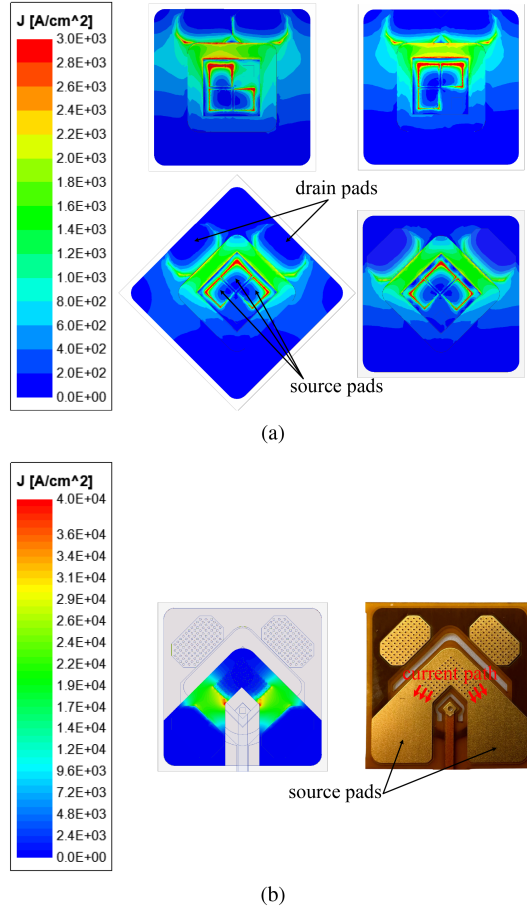 J [A/cm^2]
3.0E+03
2.8E+03
2.6E+03
2.4E+03
2.2E+03
2.0E+03
1.8E+03
1.6E+03
1.4E+03
1.2E+03
1.0E+03
8.0E+02
6.0E+02
4.0E+02
2.0E+02
0.0E+00
drain pads
source pads
(a)
J [A/cm^2]
4.0E+04
3.6E+04
3.4E+04
3.1E+04
2.9E+04
2.6E+04
2.4E+04
2.2E+04
1.9E+04
1.7E+04
1.4E+04
1.2E+04
9.6E+03
7.2E+03
4.8E+03
2.4E+03
0.0E+00
current path
source pads
(b)